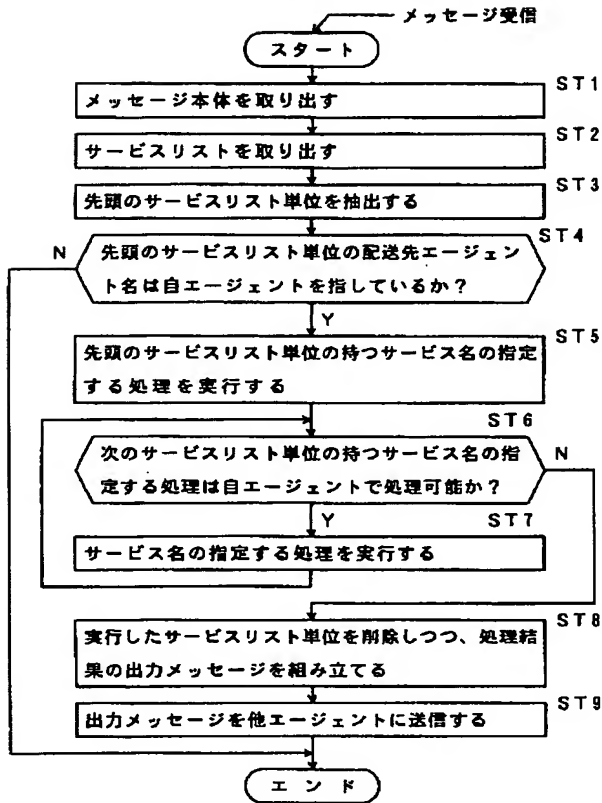 メッセージ受信
スタート
ST1
メッセージ本体を取り出す
ST2
サービスリストを取り出す
ST3
先頭のサービスリスト単位を抽出する
ST4
N
先頭のサービスリスト単位の配送先エージェン
ト名は自エージェントを指しているか？
Y
ST5
先頭のサービスリスト単位の持つサービス名の指定
する処理を実行する
ST6
次のサービスリスト単位の持つサービス名の指
定する処理は自エージェントで処理可能か？
N
Y
ST7
サービス名の指定する処理を実行する
ST8
実行したサービスリスト単位を削除しつつ、処理結
果の出力メッセージを組み立てる
ST9
出力メッセージを他エージェントに送信する
エンド